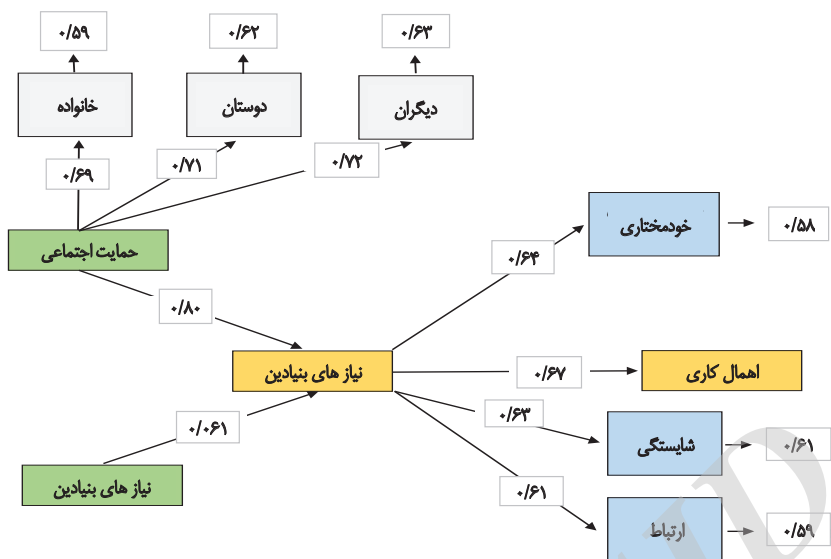 ۰/۶۳ ۰/۶۲ ۰/۵۹
دیگران دوستان خانواده
۰/۷۲ ۰/۷۱ ۰/۶۹
حمایت اجتماعی
خودمختاری ۰/۵۸
۰/۶۴
۰/۸۰
نیاز های بنیادین
۰/۶۷
اهمال کاری
۰/۰۶۱
۰/۶۳
شایستگی ۰/۶۱
نیاز های بنیادین
۰/۶۱
ارتباط ۰/۵۹